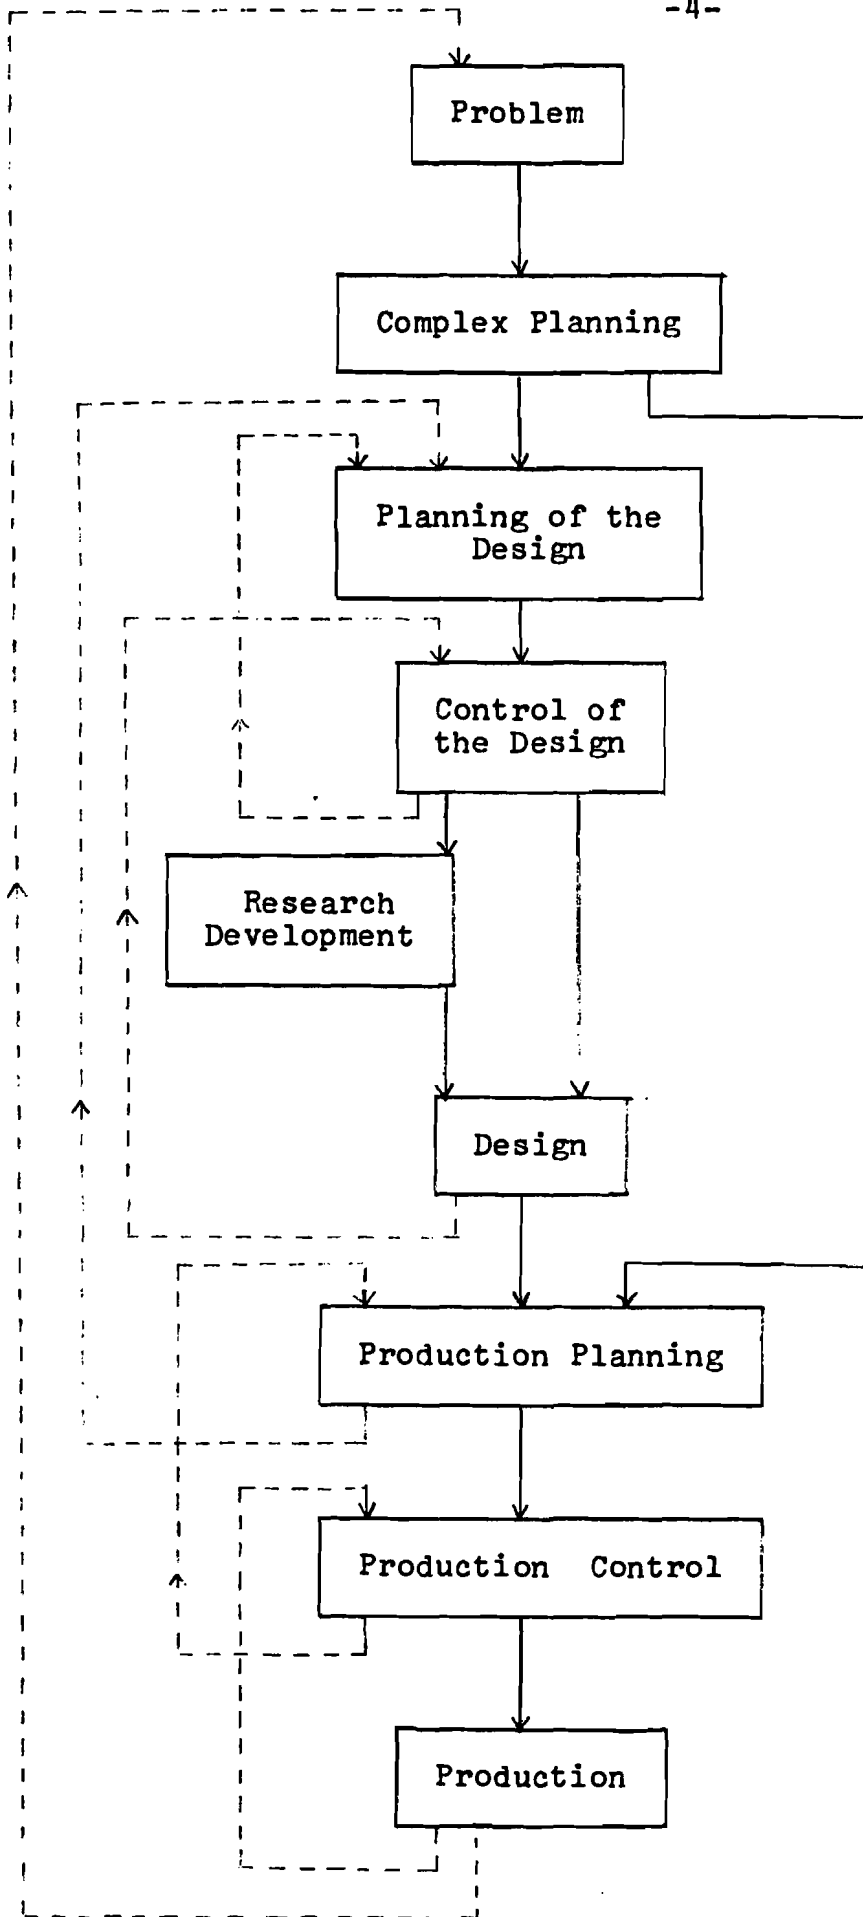 -4-
Problem
Complex Planning
Planning of the
Design
Control of
the Design
Research
Development
Design
Production Planning
Production Control
Production